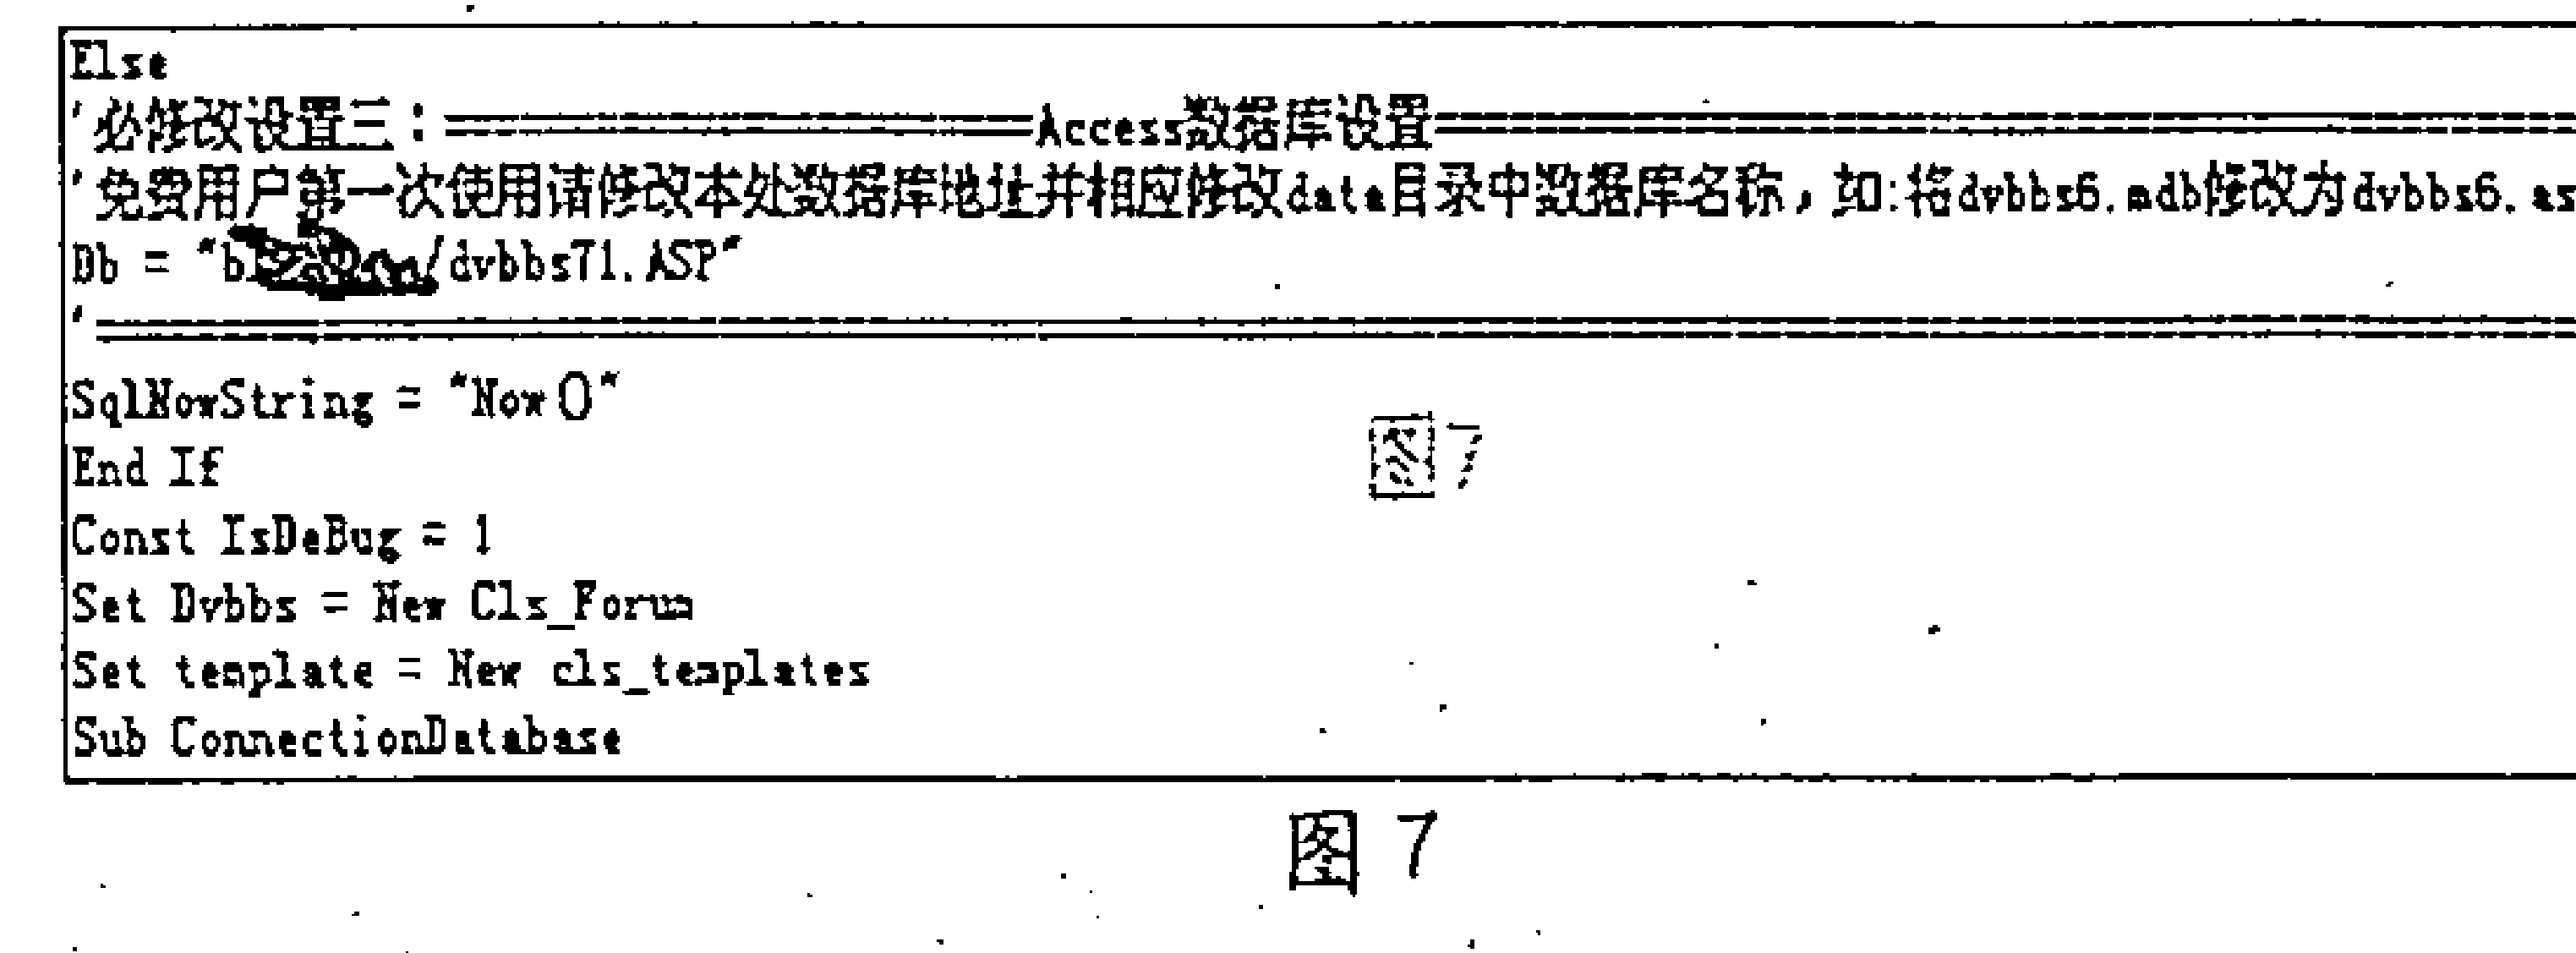 Else
'必修改设置三：========================Access数据库设置========================
'免费用户第一次使用请修改本处数据库地址并相应修改data目录中数据库名称，如:将dvbbs6.mdb修改为dvbbs6.as
Db = "b /dvbbs71.ASP"
'================================================
SqlNowString = "Now()"
图7
End If
Const IsDeBug = 1
Set Dvbbs = New Cls_Forum
Set template = New cls_templates
Sub ConnectionDatabase
图 7